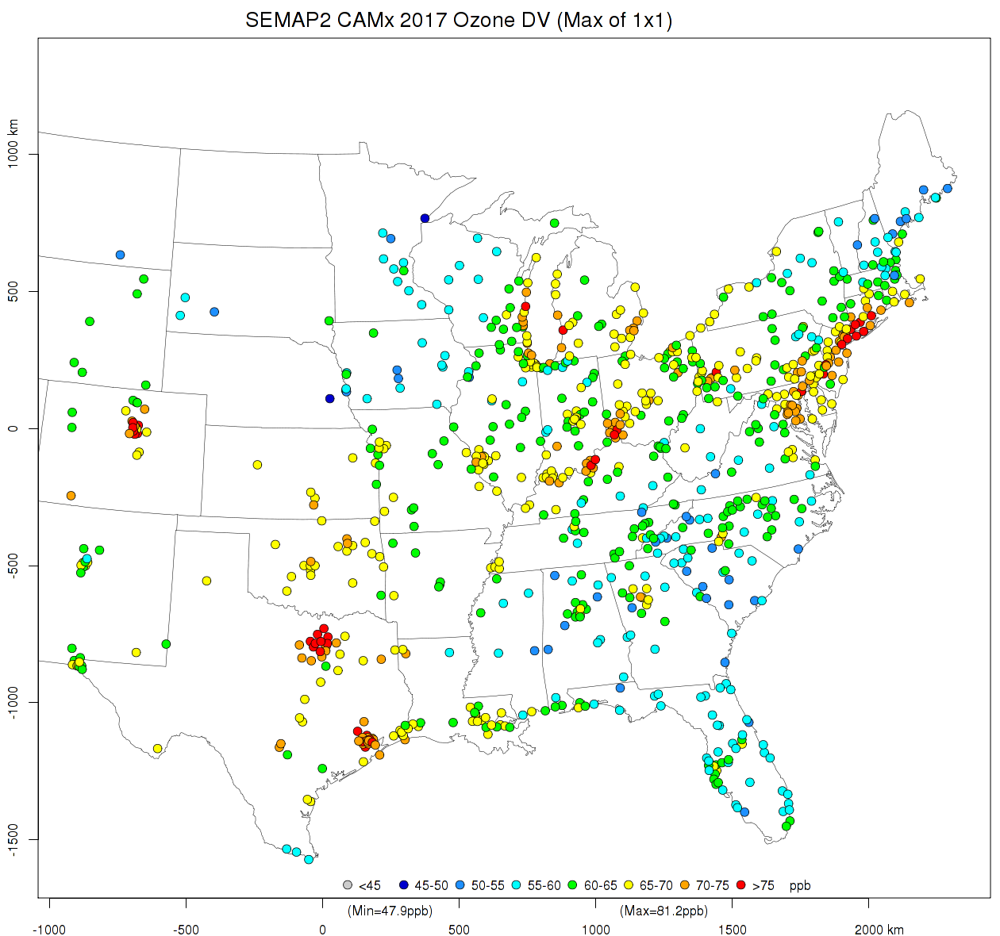 SEMAP2 CAMx 2017 Ozone DV (Max of 1x1)
1000 km
500
0
-500
-1000
-1500
<45 45-50 50-55 55-60 60-65 65-70 70-75 >75 ppb
(Min=47.9ppb) (Max=81.2ppb)
-1000 -500 0 500 1000 1500 2000 km